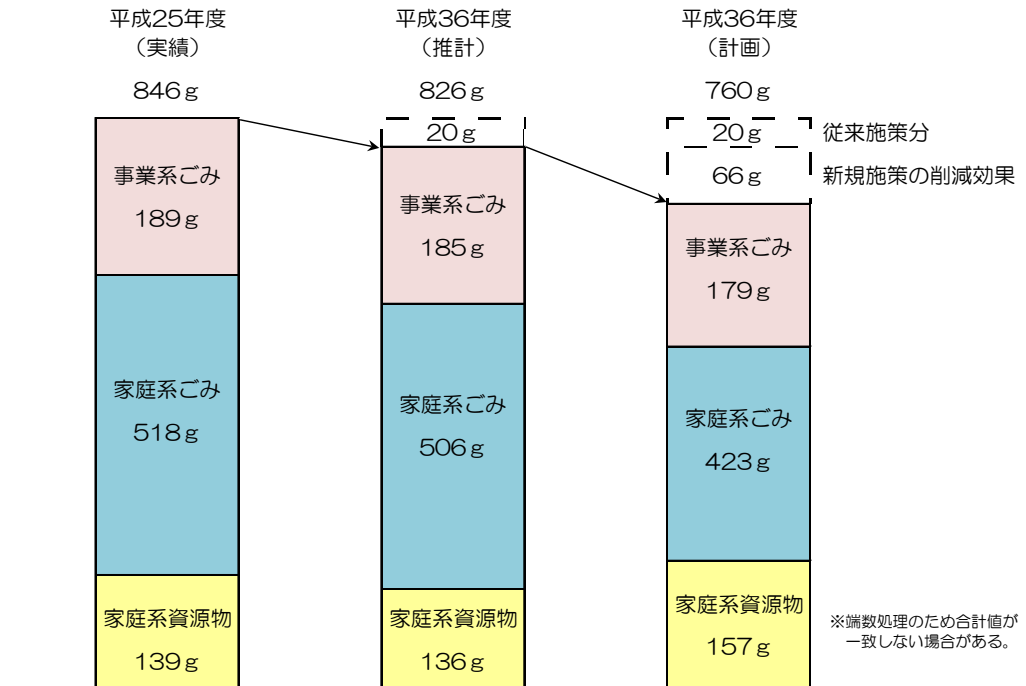 平成25年度
（実績）
846ｇ
事業系ごみ
189ｇ
家庭系ごみ
518ｇ
家庭系資源物
139ｇ
平成36年度
（推計）
826ｇ
20ｇ
事業系ごみ
185ｇ
家庭系ごみ
506ｇ
家庭系資源物
136ｇ
平成36年度
（計画）
760ｇ
20ｇ
従来施策分
66ｇ
新規施策の削減効果
事業系ごみ
179ｇ
家庭系ごみ
423ｇ
家庭系資源物
157ｇ
※端数処理のため合計値が
一致しない場合がある。